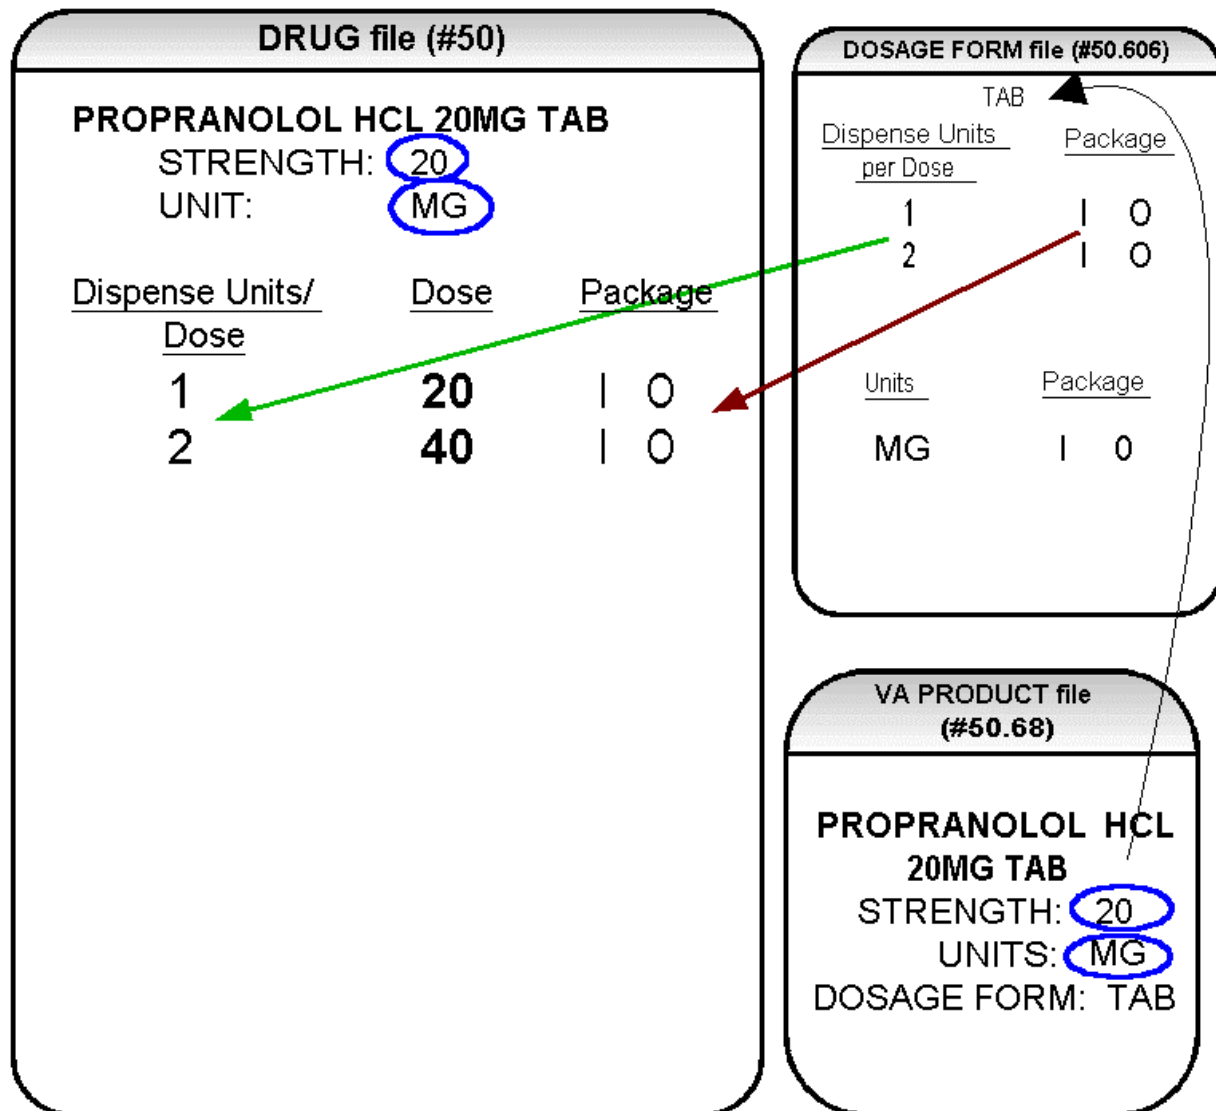 DRUG file (#50)
PROPRANOLOL HCL 20MG TAB
STRENGTH: 20
UNIT: MG
Dispense Units/ Dose Package
Dose
1 20 I O
2 40 I O
DOSAGE FORM file (#50.606)
TAB
Dispense Units Package
per Dose
1 I O
2 I O
Units Package
MG I 0
VA PRODUCT file
(#50.68)
PROPRANOLOL HCL
20MG TAB
STRENGTH: 20
UNITS: MG
DOSAGE FORM: TAB